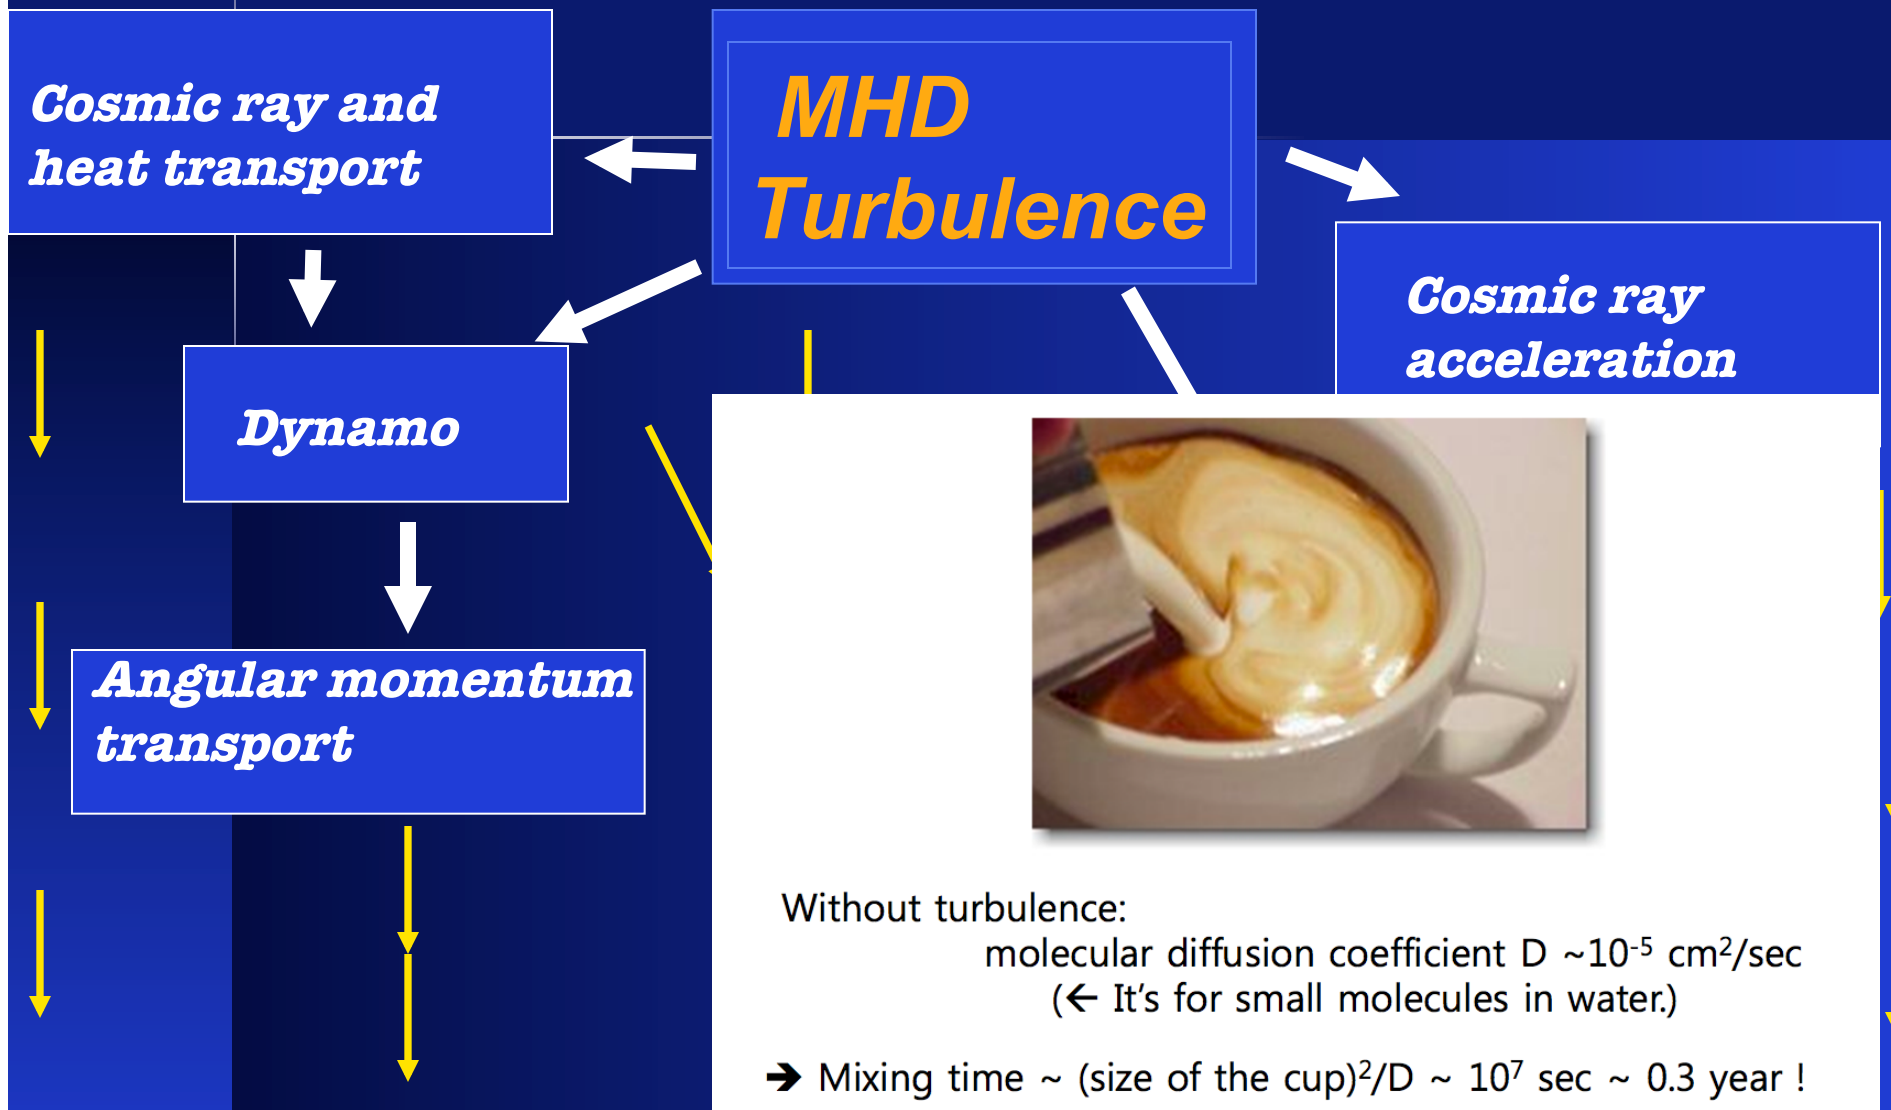 Cosmic ray and
heat transport
MHD
Turbulence
Cosmic ray
acceleration
Dynamo
Angular momentum
transport
Without turbulence:
molecular diffusion coefficient D ~10⁻⁵ cm²/sec
(← It's for small molecules in water.)
➔ Mixing time ~ (size of the cup)²/D ~ 10⁷ sec ~ 0.3 year !